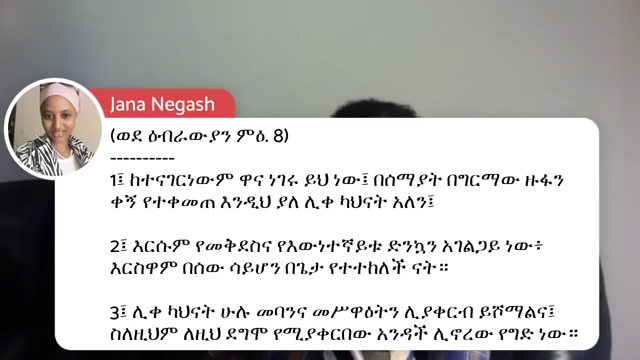 Jana Negash
(ወደ ዕብራውያን ምዕ. 8)
----------
1፤ ከተናገርነውም ዋና ነገሩ ይህ ነው፤ በሰማያት በግርማው ዙፋን
ቀኝ የተቀመጠ እንዲህ ያለ ሊቀ ካህናት አለን፤
2፤ እርሱም የመቅደስና የእውነተኛይቱ ድንኳን አገልጋይ ነው፥
እርስዋም በሰው ሳይሆን በጌታ የተተከለች ናት።
3፤ ሊቀ ካህናት ሁሉ መባንና መሥዋዕትን ሊያቀርብ ይሾማልና፤
ስለዚህም ለዚህ ደግሞ የሚያቀርበው አንዳች ሊኖረው የግድ ነው።